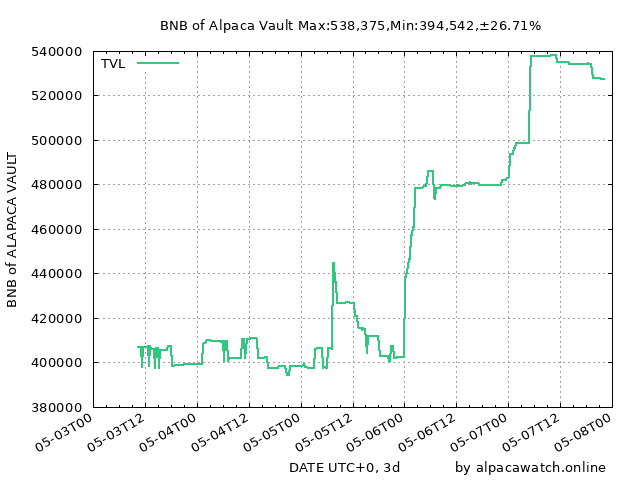 BNB of Alpaca Vault Max:538,375,Min:394,542,±26.71%
TVL
540000
520000
500000
480000
460000
440000
420000
400000
380000
BNB of ALAPACA VAULT
05-03T00
05-03T12
05-04T00
05-04T12
05-05T00
05-05T12
05-06T00
05-06T12
05-07T00
05-07T12
05-08T00
DATE UTC+0, 3d
by alpacawatch.online